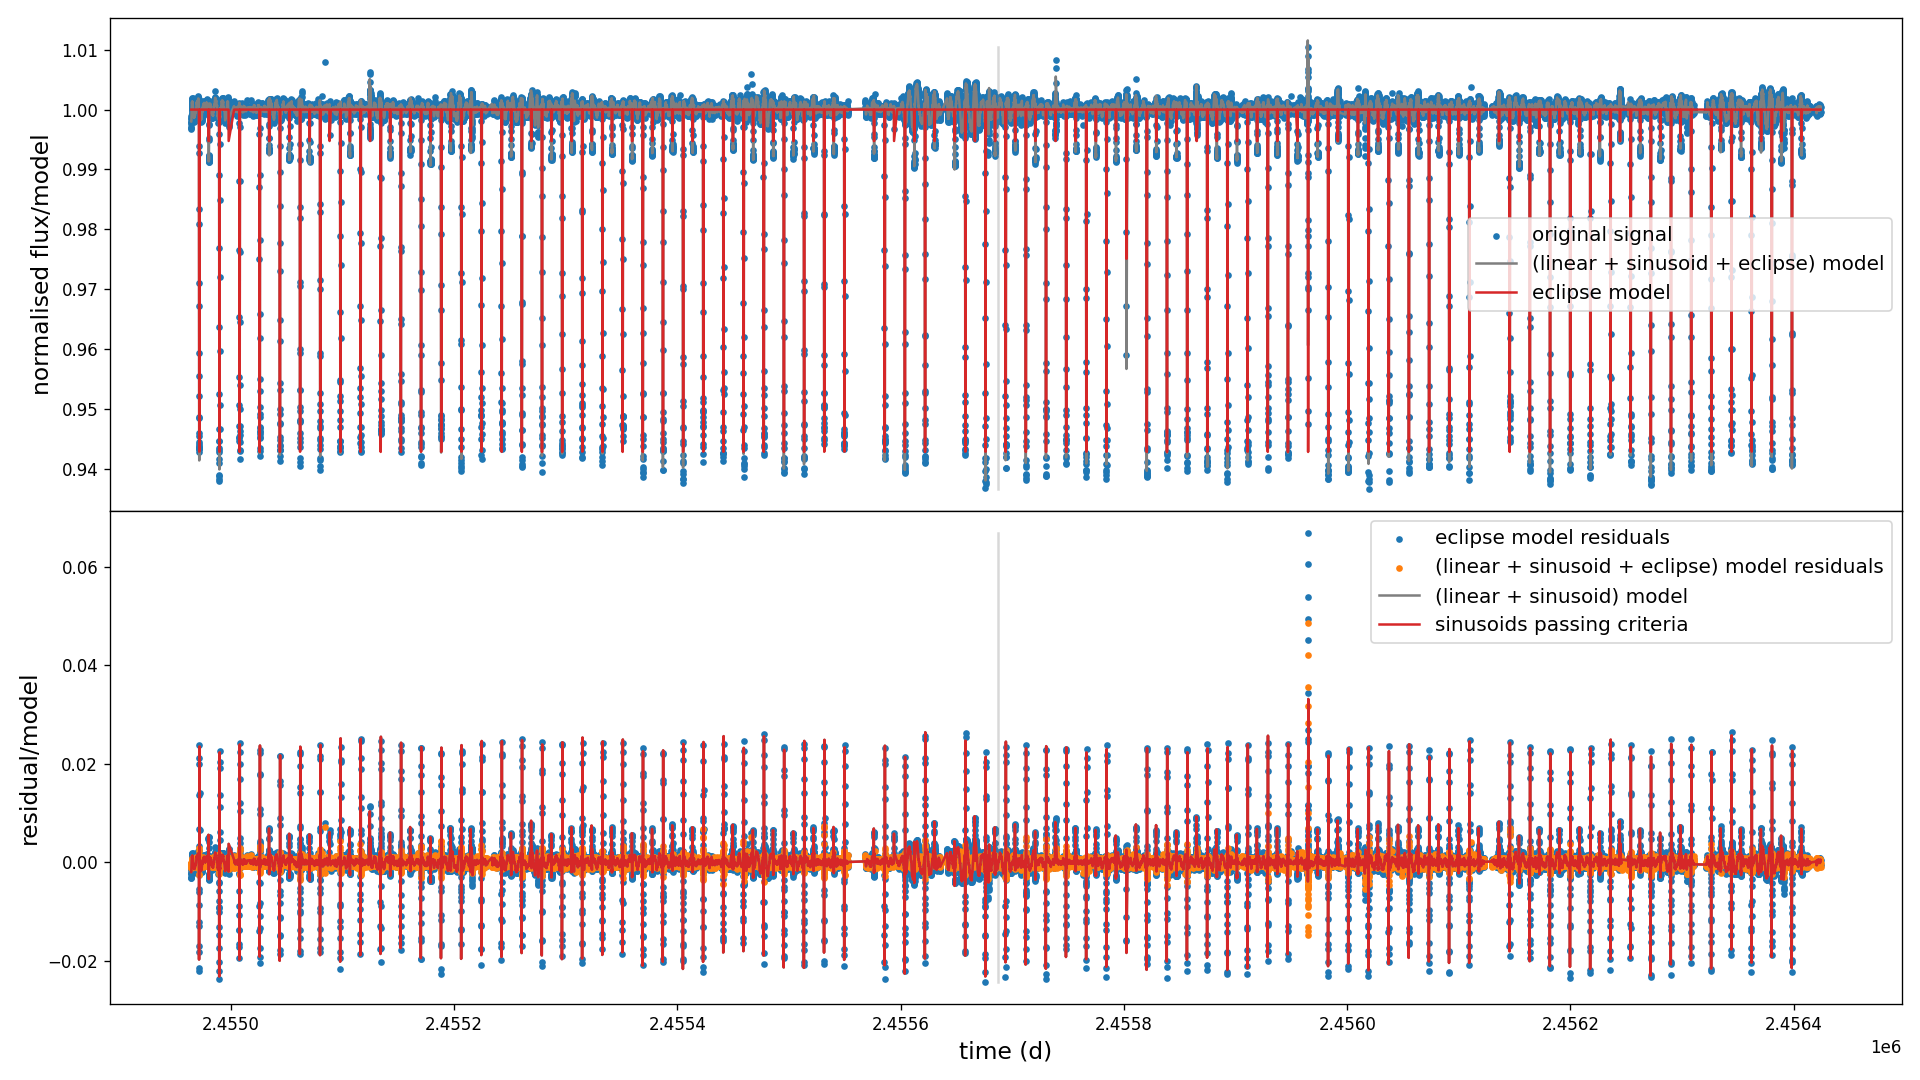 1.01
1.00
0.99
0.98
0.97
0.96
0.95
0.94
normalised flux/model
original signal
(linear + sinusoid + eclipse) model
eclipse model
0.06
0.04
0.02
0.00
−0.02
residual/model
eclipse model residuals
(linear + sinusoid + eclipse) model residuals
(linear + sinusoid) model
sinusoids passing criteria
2.4550 2.4552 2.4554 2.4556 2.4558 2.4560 2.4562 2.4564
1e6
time (d)